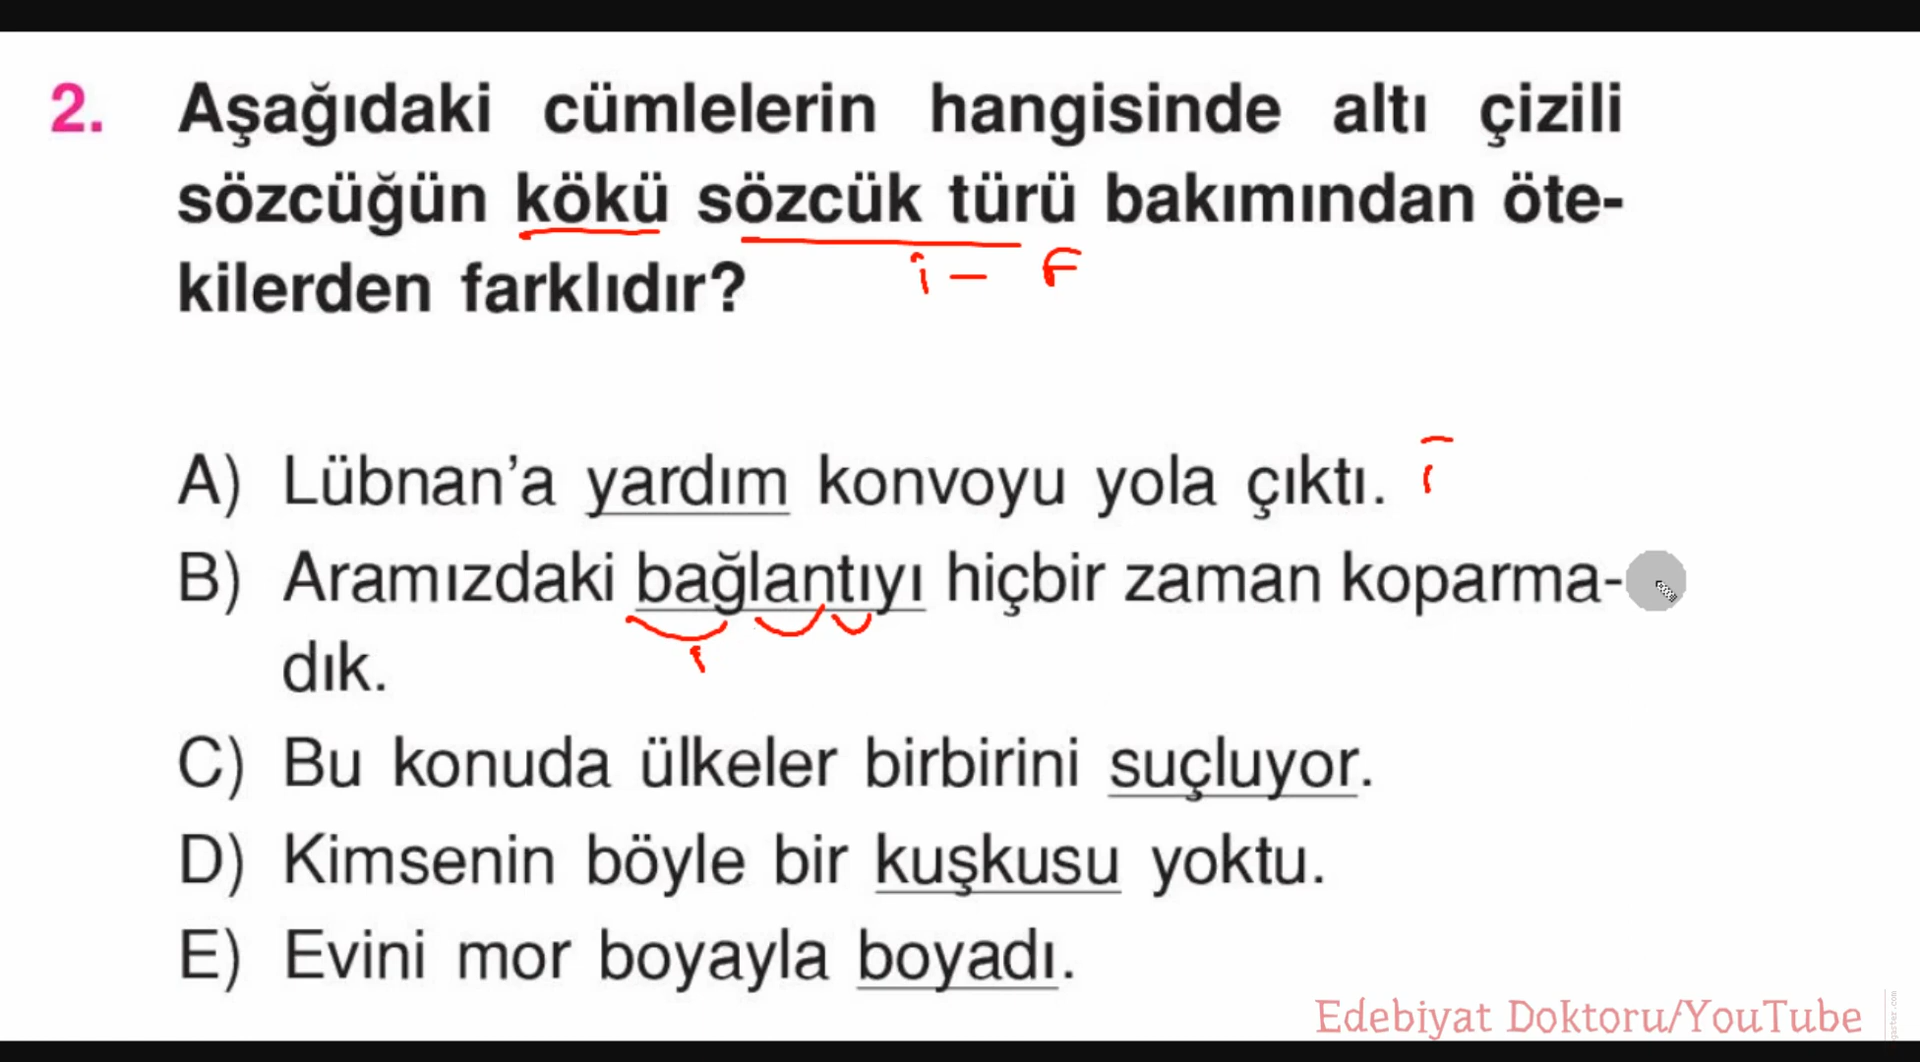 2. Aşağıdaki cümlelerin hangisinde altı çizili
sözcüğün kökü sözcük türü bakımından öte-
kilerden farklıdır?
i - F
A) Lübnan’a yardım konvoyu yola çıktı. i
B) Aramızdaki bağlantıyı hiçbir zaman koparma-
dık.
C) Bu konuda ülkeler birbirini suçluyor.
D) Kimsenin böyle bir kuşkusu yoktu.
E) Evini mor boyayla boyadı.
Edebiyat Doktoru/YouTube